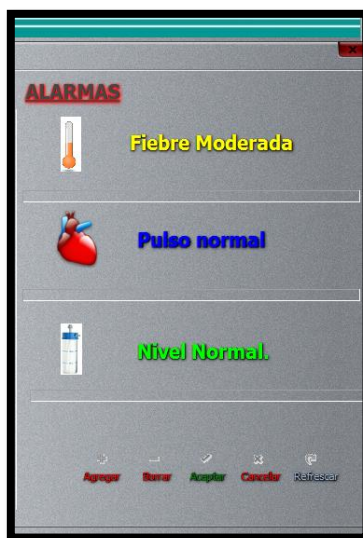 ALARMAS
Fiebre Moderada
Pulso normal
Nivel Normal.
Agregar Borrar Aceptar Cancelar Refrescar